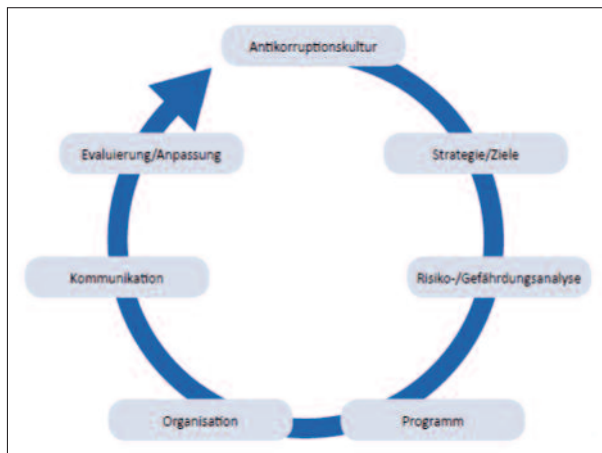 Antikorruptionskultur
Strategie/Ziele
Risiko-/Gefährdungsanalyse
Programm
Organisation
Kommunikation
Evaluierung/Anpassung